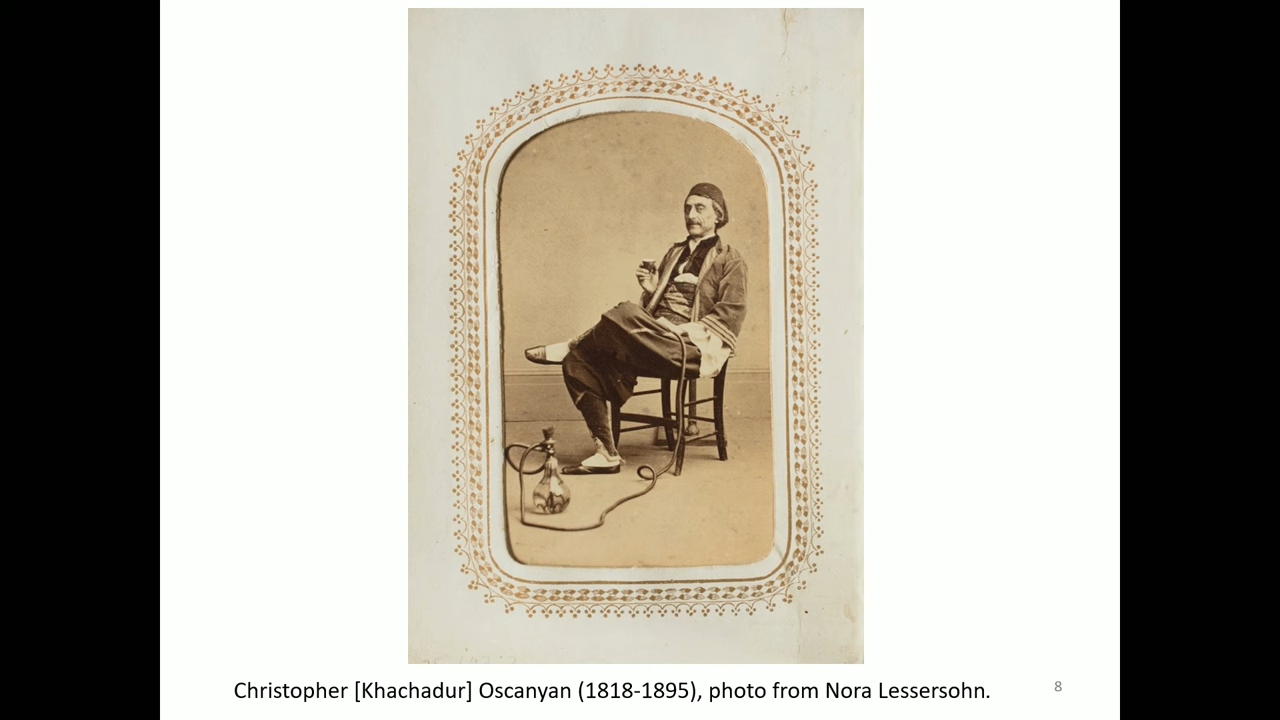 Christopher [Khachadur] Oscanyan (1818-1895), photo from Nora Lessersohn.
8